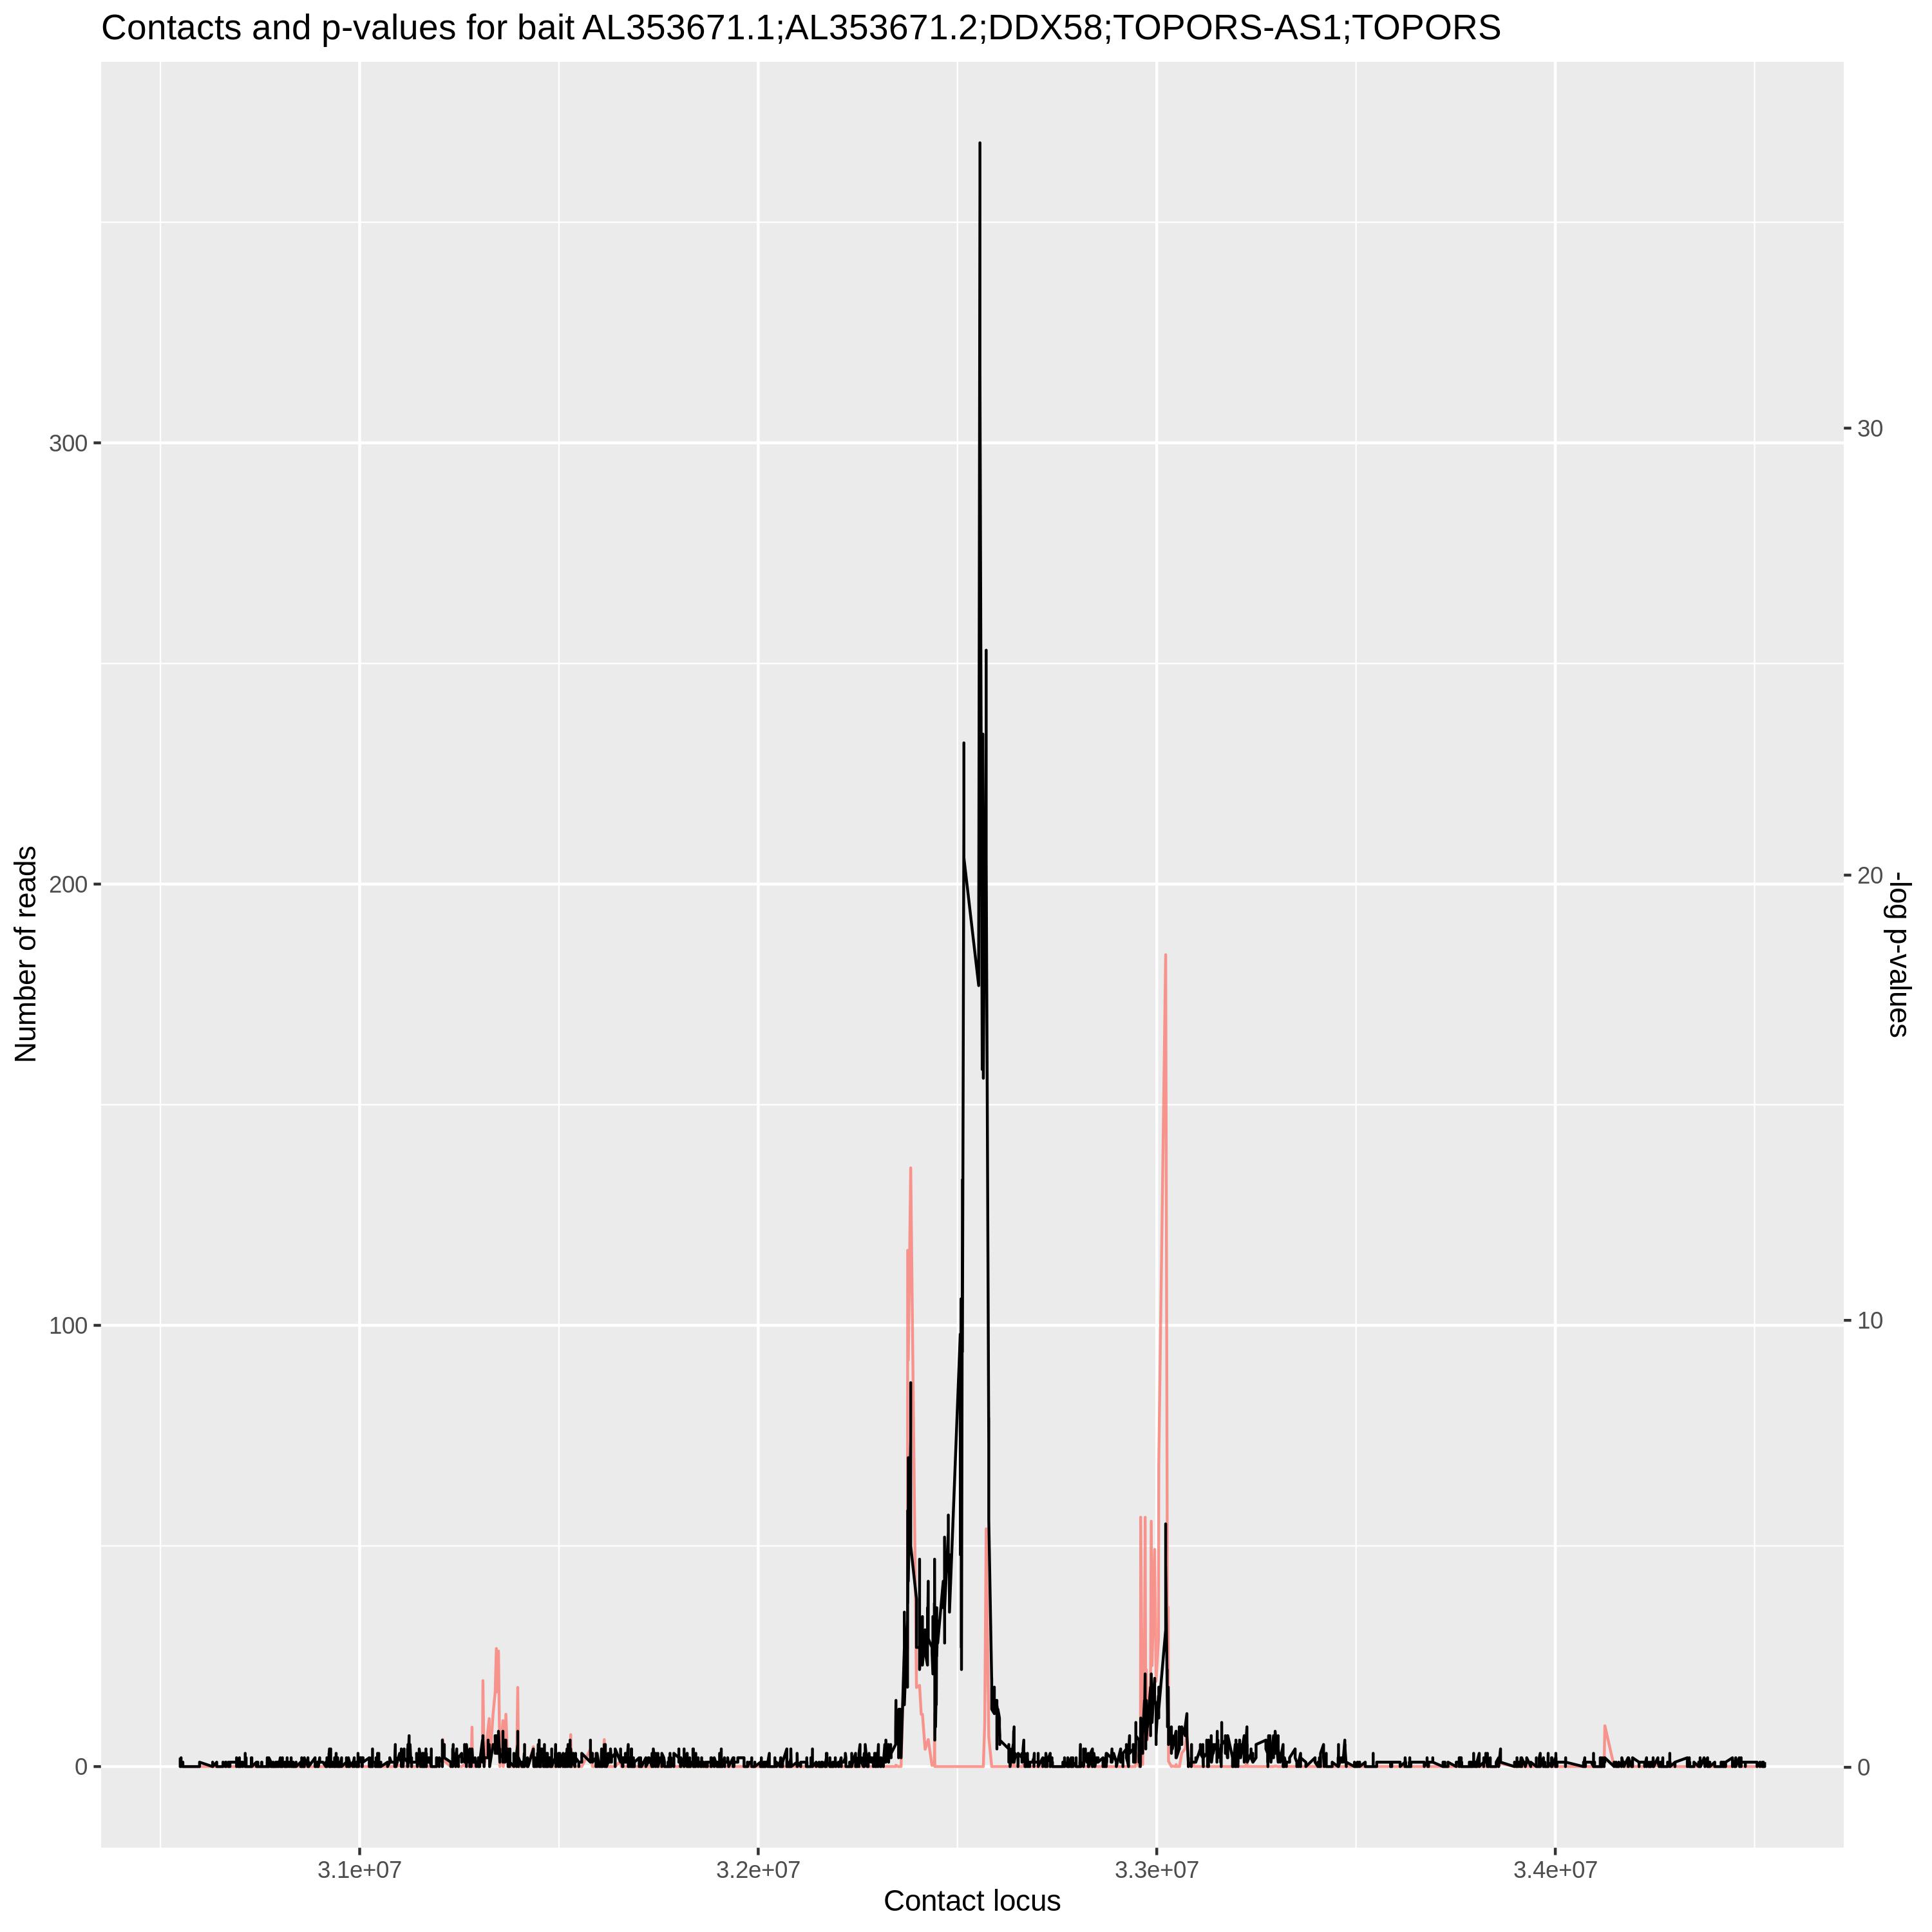 Contacts and p-values for bait AL353671.1;AL353671.2;DDX58;TOPORS-AS1;TOPORS
Number of reads
300
200
100
0
30
20
10
0
-log p-values
3.1e+07
3.2e+07
3.3e+07
3.4e+07
Contact locus